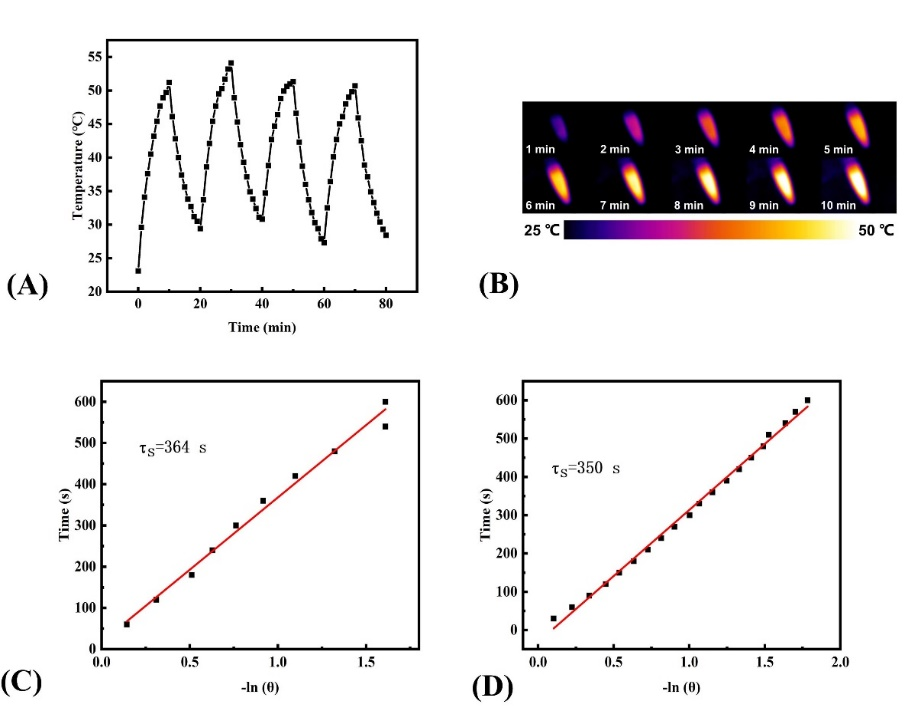 55
50
45
40
35
30
25
20
Temperature (℃)
0 20 40 60 80
Time (min)
(A)
1 min 2 min 3 min 4 min 5 min
6 min 7 min 8 min 9 min 10 min
25 ℃ 50 ℃
(B)
600
500
400
300
200
100
0
Time (s)
τS=364 s
0.0 0.5 1.0 1.5
-ln (θ)
(C)
600
500
400
300
200
100
0
Time (s)
τS=350 s
0.0 0.5 1.0 1.5 2.0
-ln (θ)
(D)